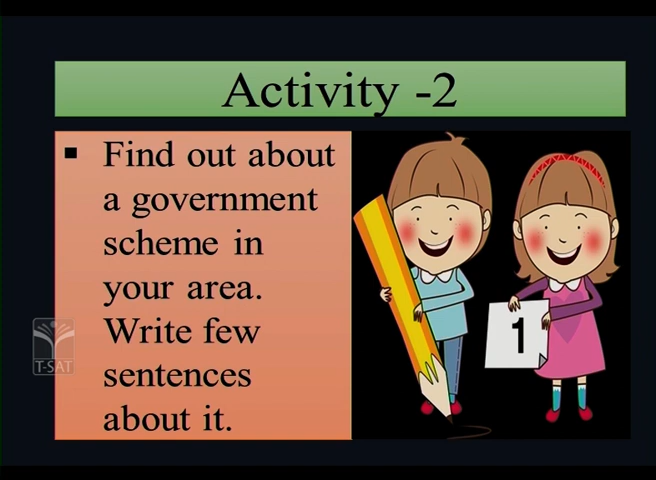 Activity -2
▪ Find out about
a government
scheme in
your area.
Write few
sentences
about it.
1
T-SAT